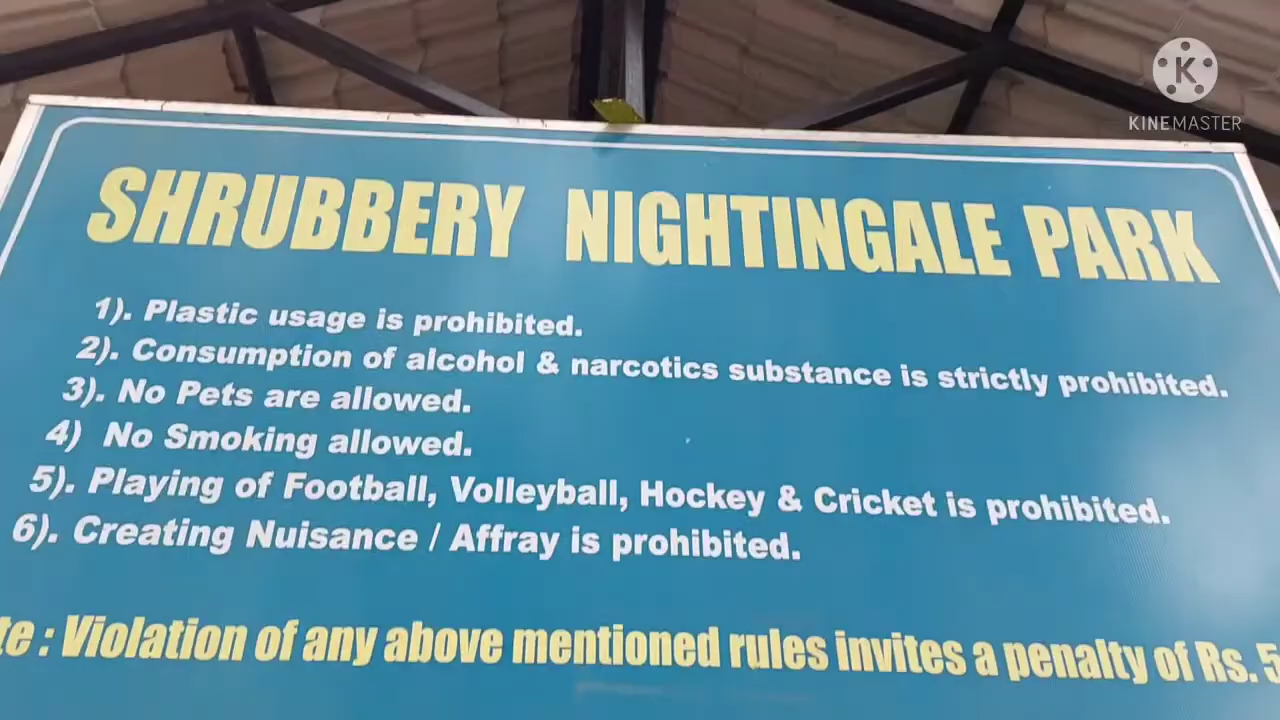 KINEMASTER
SHRUBBERY NIGHTINGALE PARK
1). Plastic usage is prohibited.
2). Consumption of alcohol & narcotics substance is strictly prohibited.
3). No Pets are allowed.
4) No Smoking allowed.
5). Playing of Football, Volleyball, Hockey & Cricket is prohibited.
6). Creating Nuisance / Affray is prohibited.
te : Violation of any above mentioned rules invites a penalty of Rs. 5